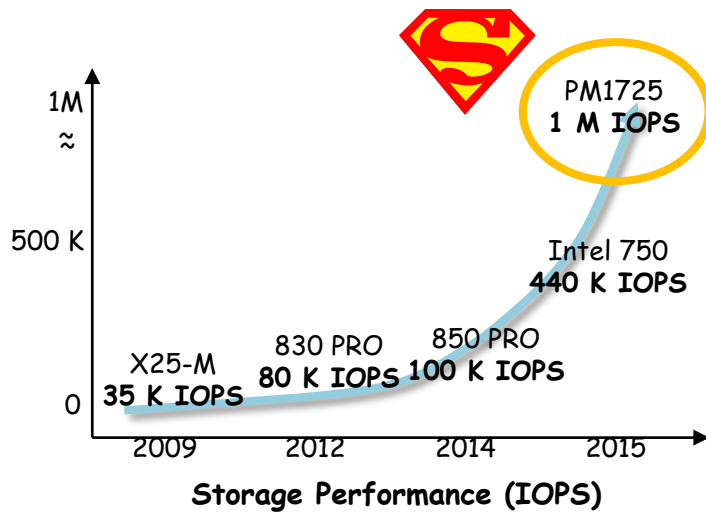 S
1M
≈
500 K
0
PM1725
1 M IOPS
Intel 750
440 K IOPS
850 PRO
100 K IOPS
830 PRO
80 K IOPS
X25-M
35 K IOPS
2009
2012
2014
2015
Storage Performance (IOPS)